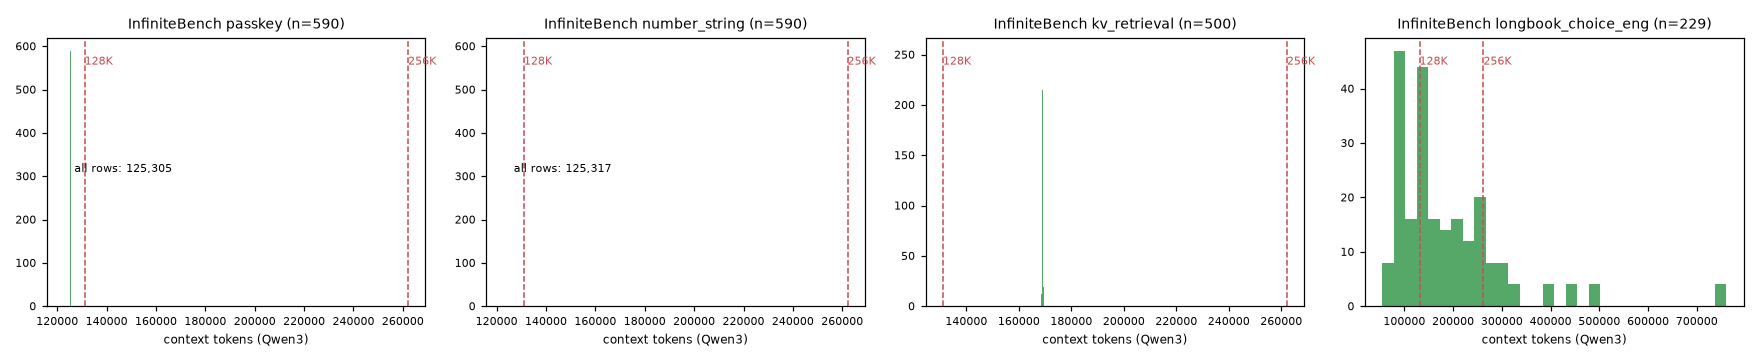 InfiniteBench passkey (n=590)
600
500
400
300
200
100
0
128K
256K
all rows: 125,305
120000 140000 160000 180000 200000 220000 240000 260000
context tokens (Qwen3)
InfiniteBench number_string (n=590)
600
500
400
300
200
100
0
128K
256K
all rows: 125,317
120000 140000 160000 180000 200000 220000 240000 260000
context tokens (Qwen3)
InfiniteBench kv_retrieval (n=500)
250
200
150
100
50
0
128K
256K
140000 160000 180000 200000 220000 240000 260000
context tokens (Qwen3)
InfiniteBench longbook_choice_eng (n=229)
40
30
20
10
0
128K
256K
100000 200000 300000 400000 500000 600000 700000
context tokens (Qwen3)